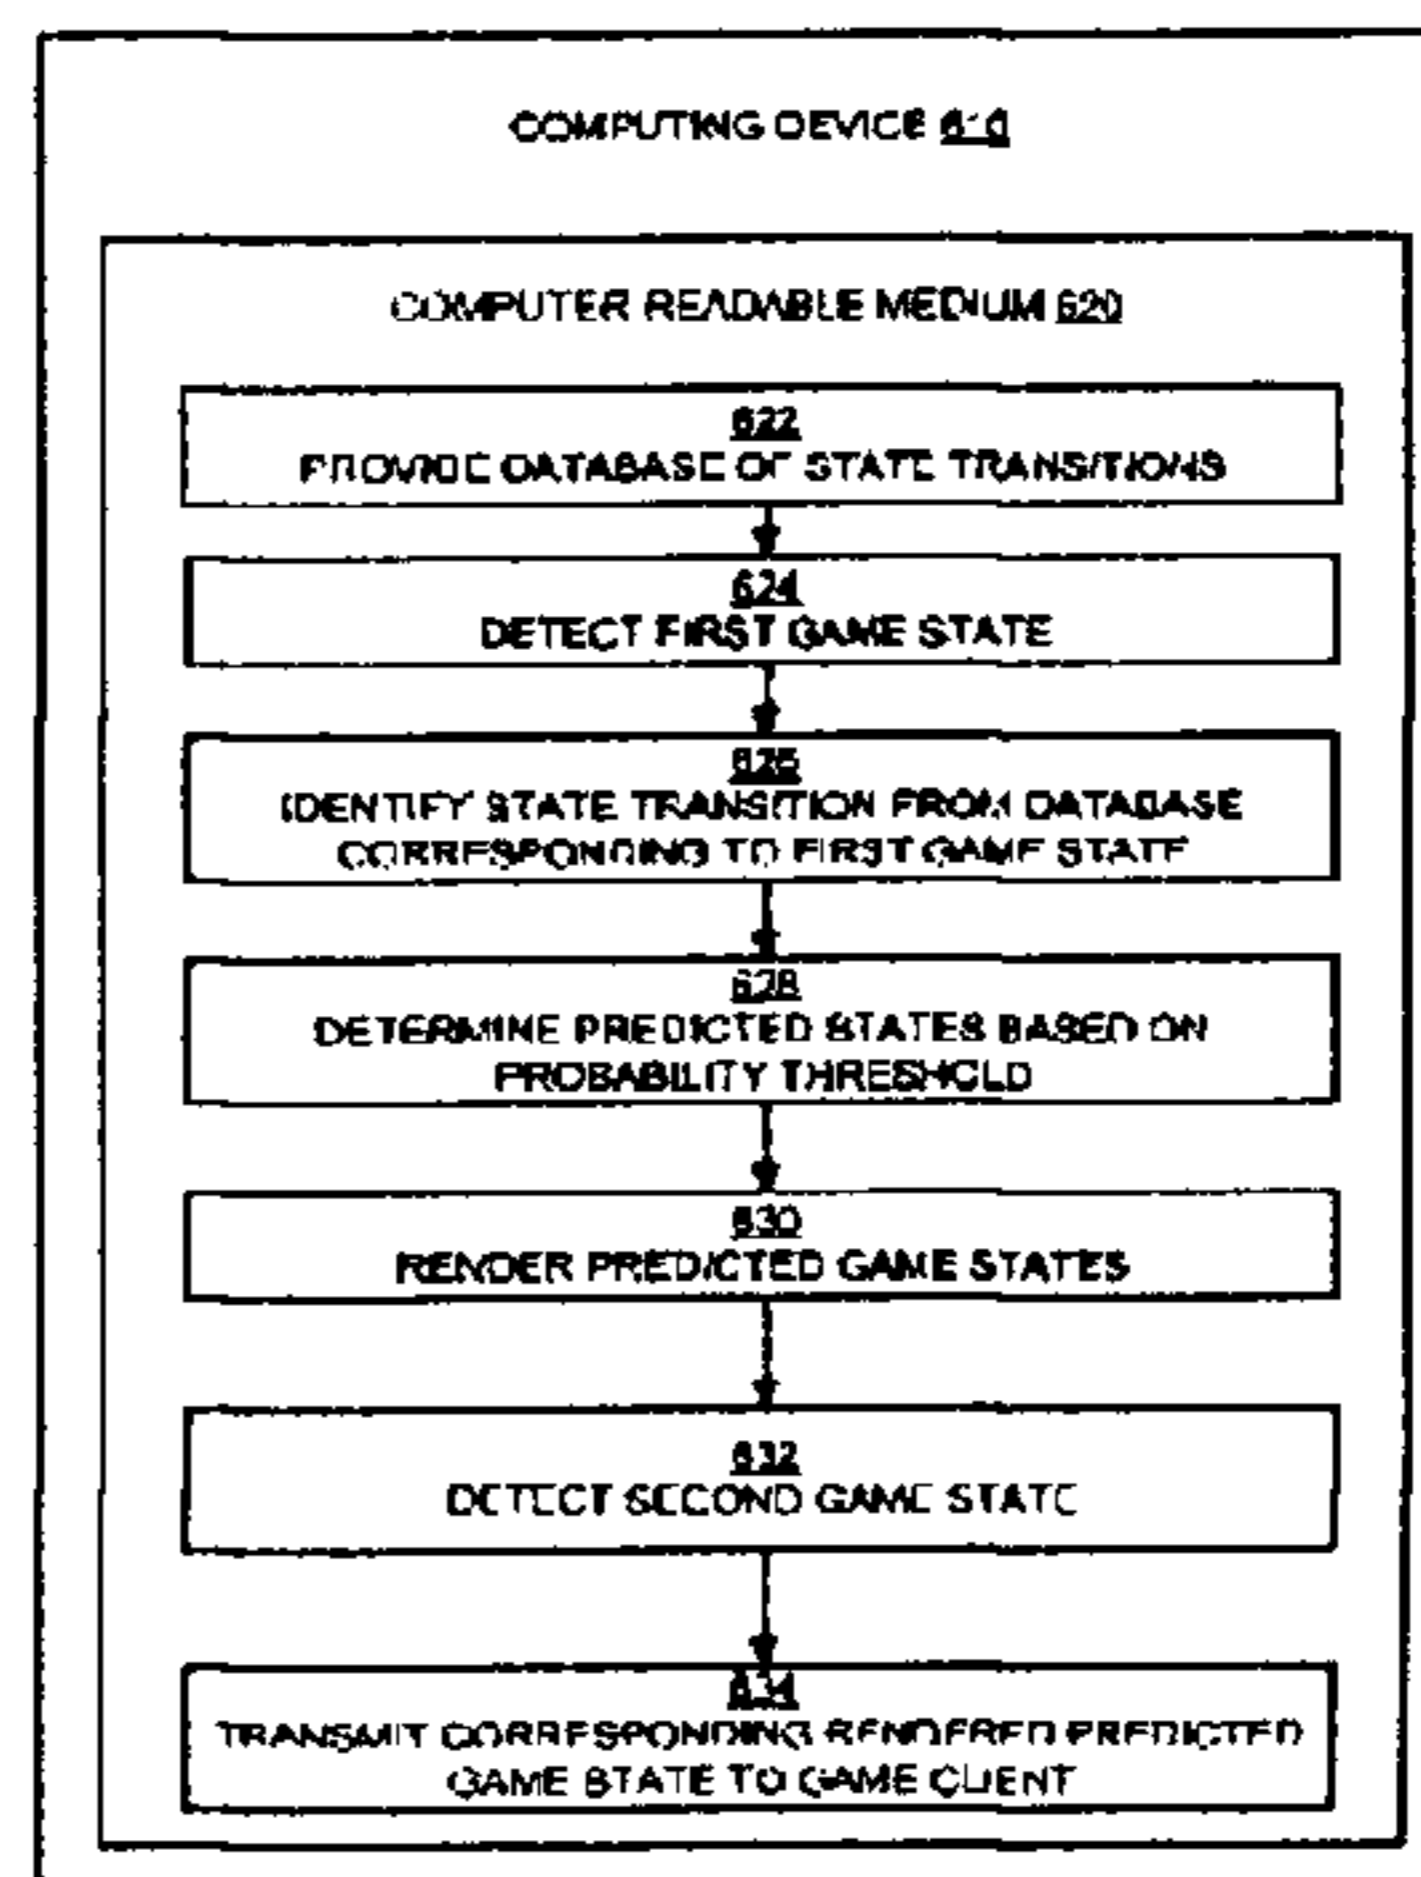 COMPUTING DEVICE 610
COMPUTER READABLE MEDIUM 620
622
PROVIDE DATABASE OF STATE TRANSITIONS
624
DETECT FIRST GAME STATE
626
IDENTIFY STATE TRANSITION FROM DATABASE
CORRESPONDING TO FIRST GAME STATE
628
DETERMINE PREDICTED STATES BASED ON
PROBABILITY THRESHOLD
630
RENDER PREDICTED GAME STATES
632
DETECT SECOND GAME STATE
634
TRANSMIT CORRESPONDING RENDERED PREDICTED
GAME STATE TO GAME CLIENT